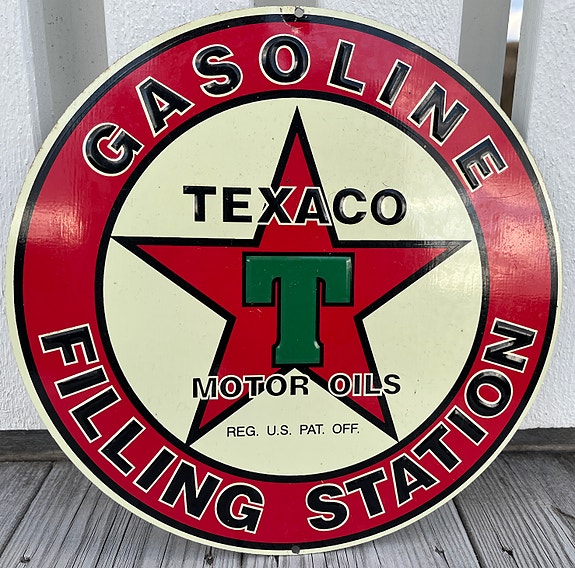 GASOLINE
TEXACO
T
MOTOR OILS
REG. U.S. PAT. OFF.
FILLING STATION